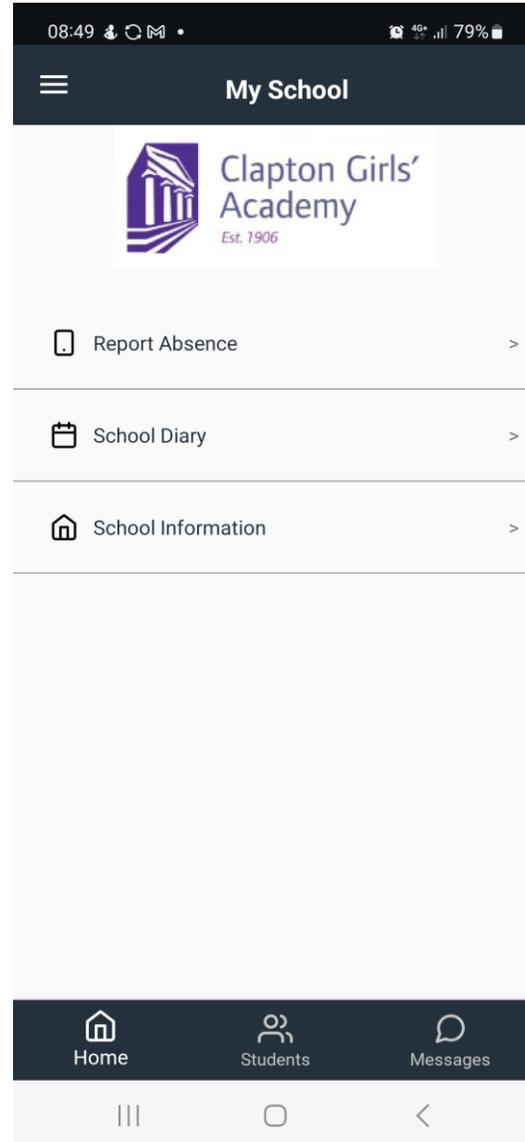 08:49
4G+
79%
My School
Clapton Girls’
Academy
Est. 1906
Report Absence >
School Diary >
School Information >
Home
Students
Messages